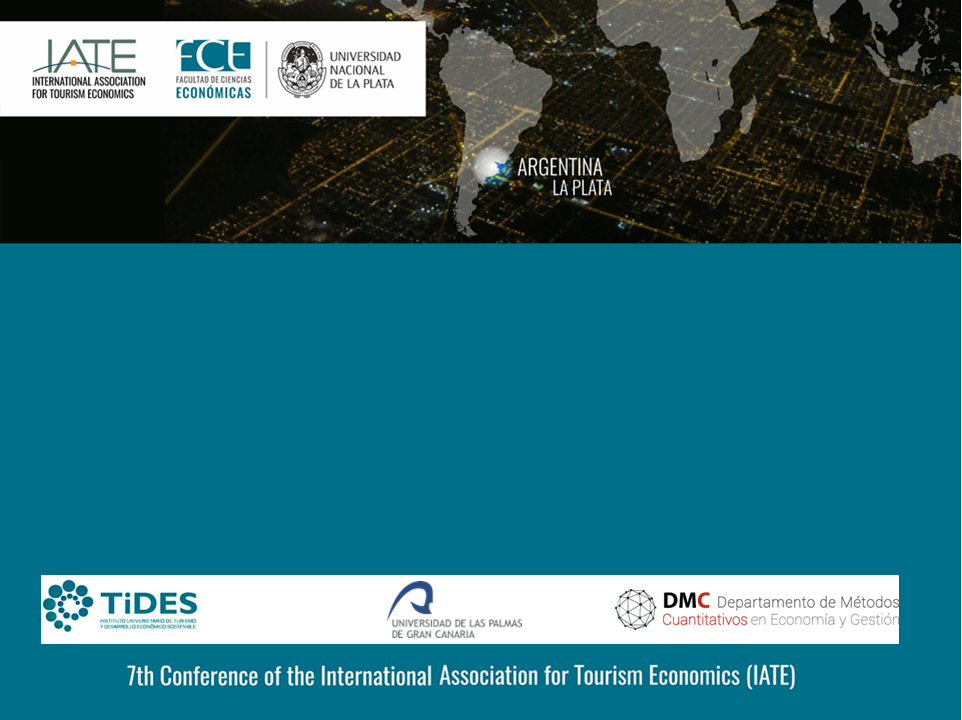 IATE
INTERNATIONAL ASSOCIATION
FOR TOURISM ECONOMICS
FCE
FACULTAD DE CIENCIAS
ECONÓMICAS
UNIVERSIDAD
NACIONAL
DE LA PLATA
ARGENTINA
LA PLATA
TiDES
INSTITUTO UNIVERSITARIO DE TURISMO
Y DESARROLLO ECONÓMICO SOSTENIBLE
UNIVERSIDAD DE LAS PALMAS
DE GRAN CANARIA
DMC Departamento de Métodos
Cuantitativos en Economía y Gestión
7th Conference of the International Association for Tourism Economics (IATE)